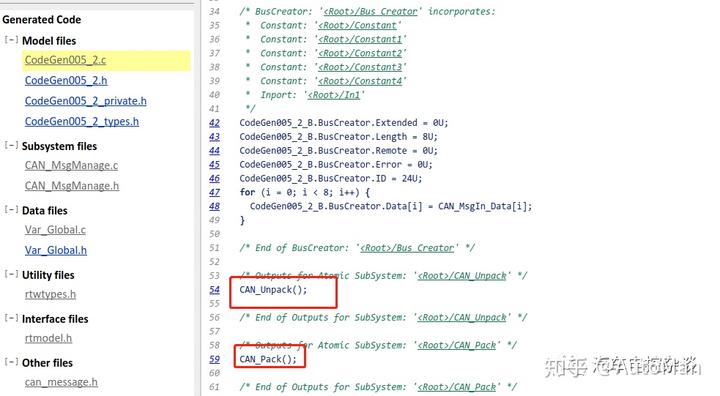 Generated Code
[-] Model files
CodeGen005_2.c
CodeGen005_2.h
CodeGen005_2_private.h
CodeGen005_2_types.h
[-] Subsystem files
CAN_MsgManage.c
CAN_MsgManage.h
[-] Data files
Var_Global.c
Var_Global.h
[-] Utility files
rtwtypes.h
[-] Interface files
rtmodel.h
[-] Other files
can_message.h
34 /* BusCreator: '<Root>/Bus Creator' incorporates:
35 * Constant: '<Root>/Constant'
36 * Constant: '<Root>/Constant1'
37 * Constant: '<Root>/Constant2'
38 * Constant: '<Root>/Constant3'
39 * Constant: '<Root>/Constant4'
40 * Inport: '<Root>/In1'
41 */
42 CodeGen005_2_B.BusCreator.Extended = 0U;
43 CodeGen005_2_B.BusCreator.Length = 8U;
44 CodeGen005_2_B.BusCreator.Remote = 0U;
45 CodeGen005_2_B.BusCreator.Error = 0U;
46 CodeGen005_2_B.BusCreator.ID = 24U;
47 for (i = 0; i < 8; i++) {
48 CodeGen005_2_B.BusCreator.Data[i] = CAN_MsgIn_Data[i];
49 }
50
51 /* End of BusCreator: '<Root>/Bus Creator' */
52
53 /* Outputs for Atomic SubSystem: '<Root>/CAN_Unpack' */
54 CAN_Unpack();
55
56 /* End of Outputs for SubSystem: '<Root>/CAN_Unpack' */
57
58 /* Outputs for Atomic SubSystem: '<Root>/CAN_Pack' */
59 CAN_Pack();
60
61 /* End of Outputs for SubSystem: '<Root>/CAN_Pack' */